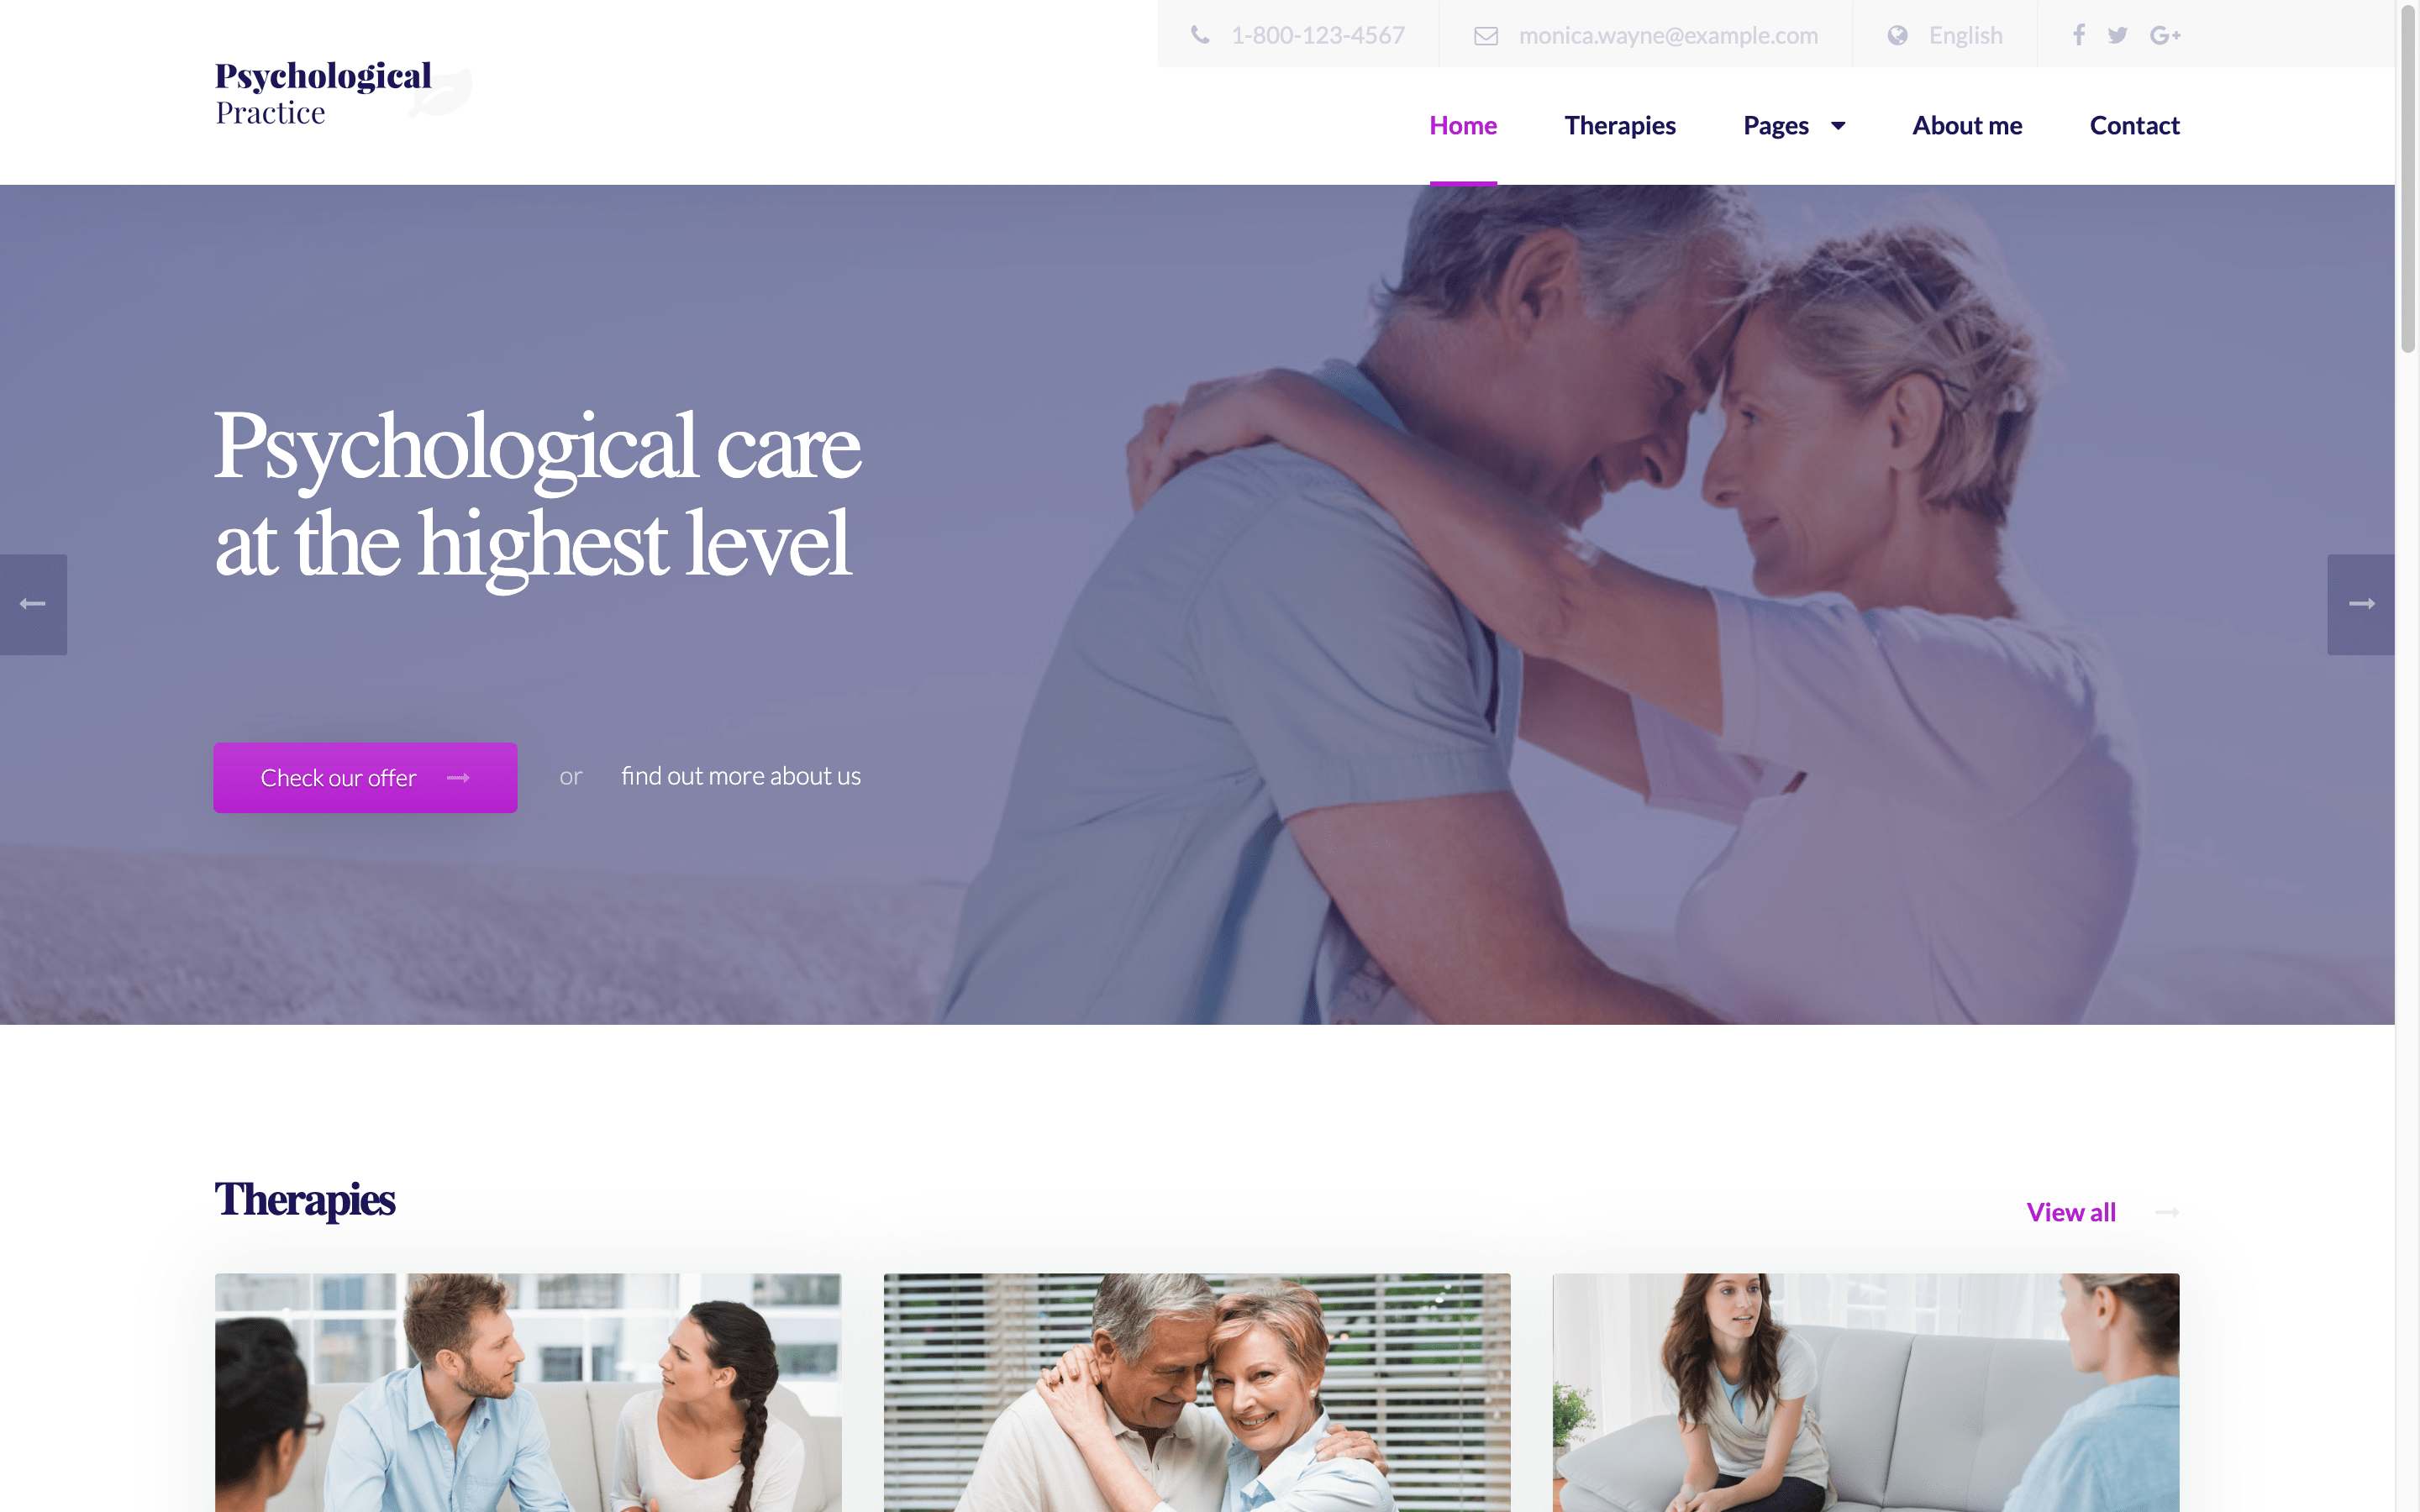 1-800-123-4567
monica.wayne@example.com
English
Psychological
Practice
Home
Therapies
Pages
About me
Contact
Psychological care
at the highest level
Check our offer
or
find out more about us
Therapies
View all